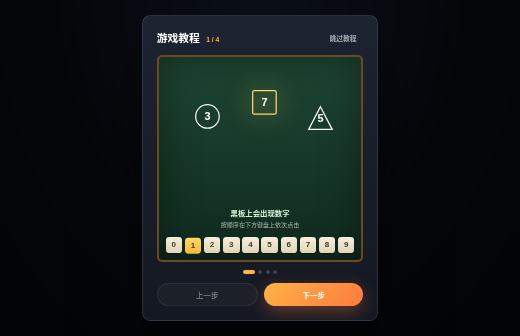 游戏教程 1 / 4 跳过教程
7
3
5
黑板上会出现数字
按顺序在下方键盘上依次点击
0 1 2 3 4 5 6 7 8 9
上一步 下一步